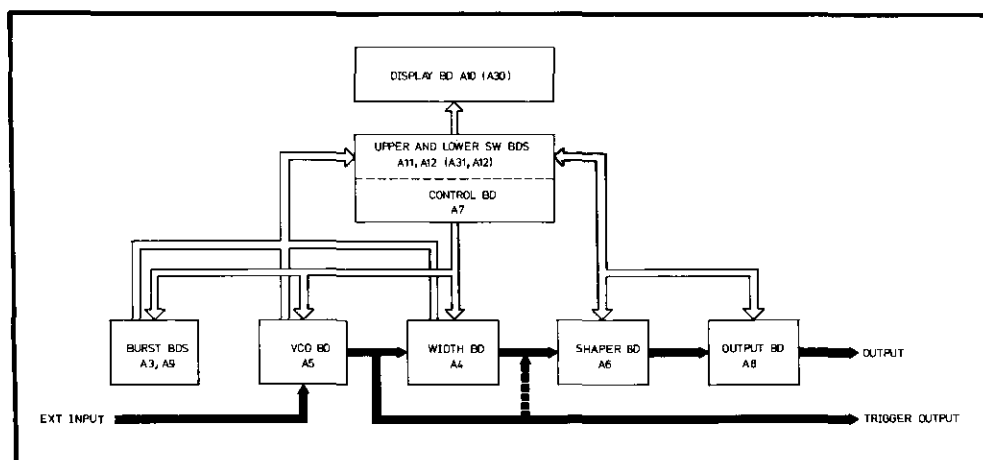 DISPLAY BD A10 (A30)
UPPER AND LOWER SW BDS
A11, A12 (A31, A12)
CONTROL BD
A7
BURST BDS
A3, A9
VCO BD
A5
WIDTH BD
A4
SHAPER BD
A6
OUTPUT BD
A8
OUTPUT
EXT INPUT
TRIGGER OUTPUT